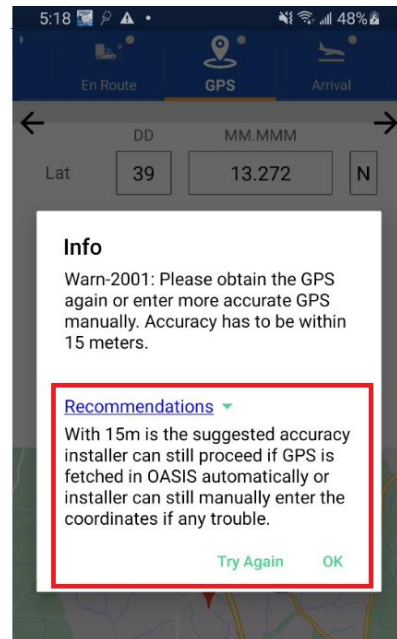 5:18 48%
En Route GPS Arrival
DD MM.MMM
Lat 39 13.272 N
Info
Warn-2001: Please obtain the GPS
again or enter more accurate GPS
manually. Accuracy has to be within
15 meters.
Recommendations
With 15m is the suggested accuracy
installer can still proceed if GPS is
fetched in OASIS automatically or
installer can still manually enter the
coordinates if any trouble.
Try Again OK